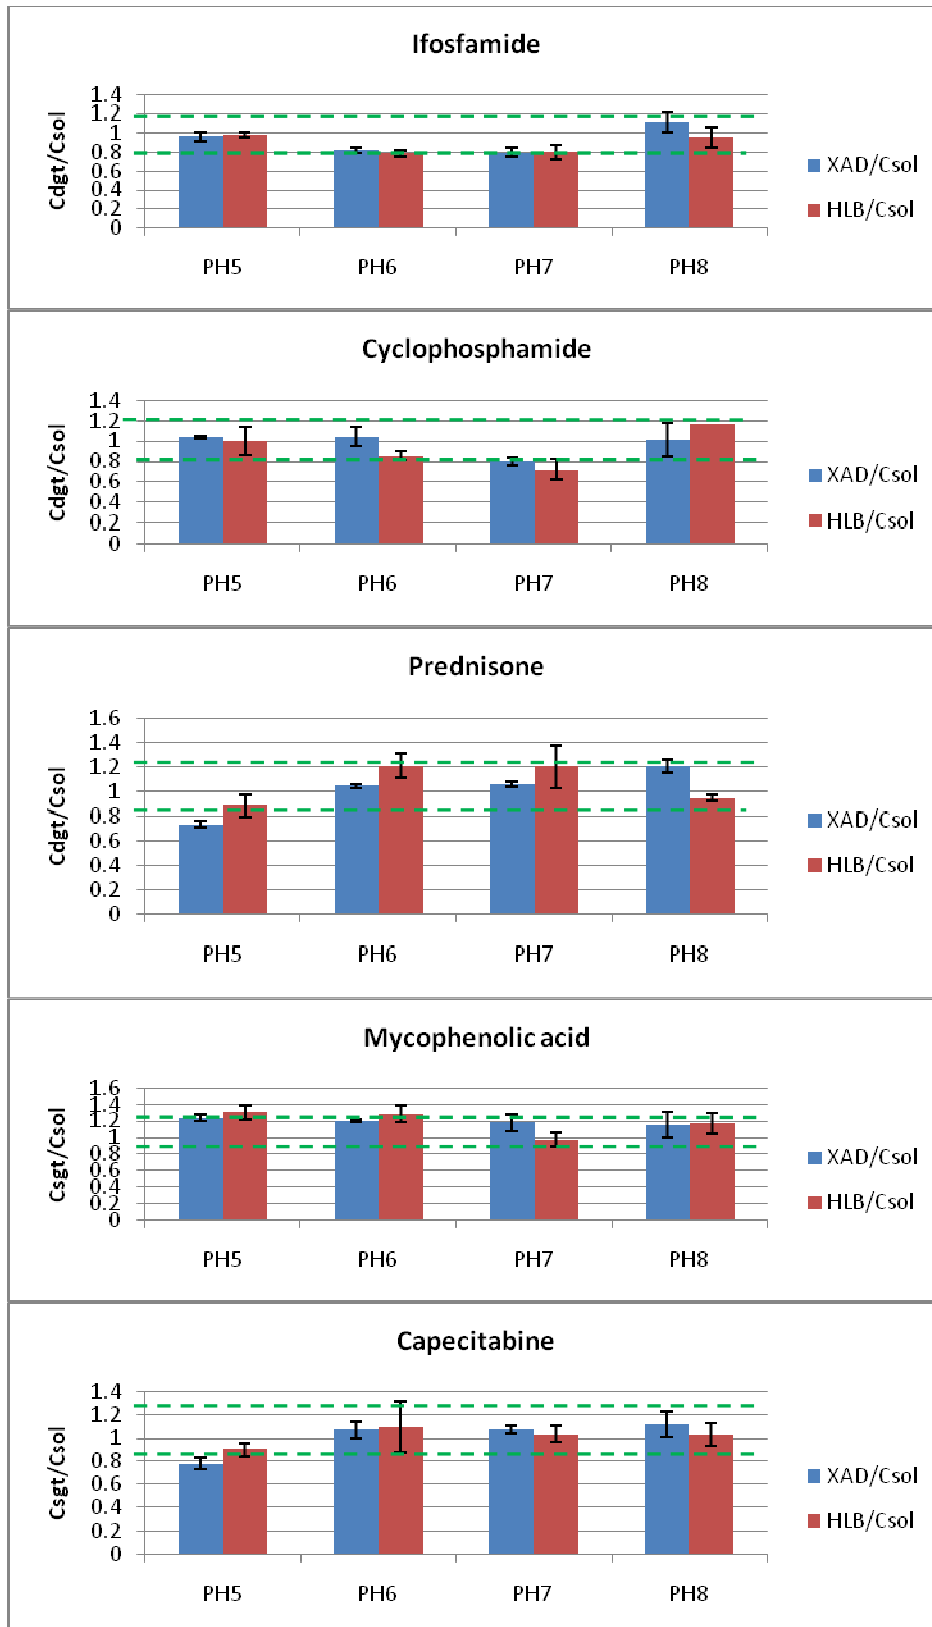 Ifosfamide
Cdgt/Csol
1.4
1.2
1
0.8
0.6
0.4
0.2
0
PH5 PH6 PH7 PH8
XAD/Csol
HLB/Csol
Cyclophosphamide
Cdgt/Csol
1.4
1.2
1
0.8
0.6
0.4
0.2
0
PH5 PH6 PH7 PH8
XAD/Csol
HLB/Csol
Prednisone
Cdgt/Csol
1.6
1.4
1.2
1
0.8
0.6
0.4
0.2
0
PH5 PH6 PH7 PH8
XAD/Csol
HLB/Csol
Mycophenolic acid
Csgt/Csol
1.6
1.4
1.2
1
0.8
0.6
0.4
0.2
0
PH5 PH6 PH7 PH8
XAD/Csol
HLB/Csol
Capecitabine
Csgt/Csol
1.4
1.2
1
0.8
0.6
0.4
0.2
0
PH5 PH6 PH7 PH8
XAD/Csol
HLB/Csol